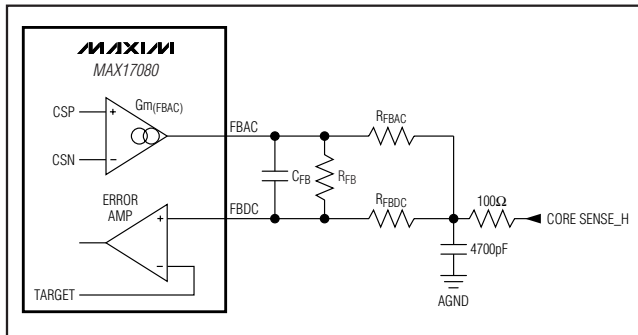 MAXIM
MAX17080
Gm(FBAC)
CSP
+
CSN
−
FBAC
RFBAC
CFB
RFB
ERROR
AMP
FBDC
RFBDC
100Ω
CORE SENSE_H
+
−
4700pF
TARGET
AGND